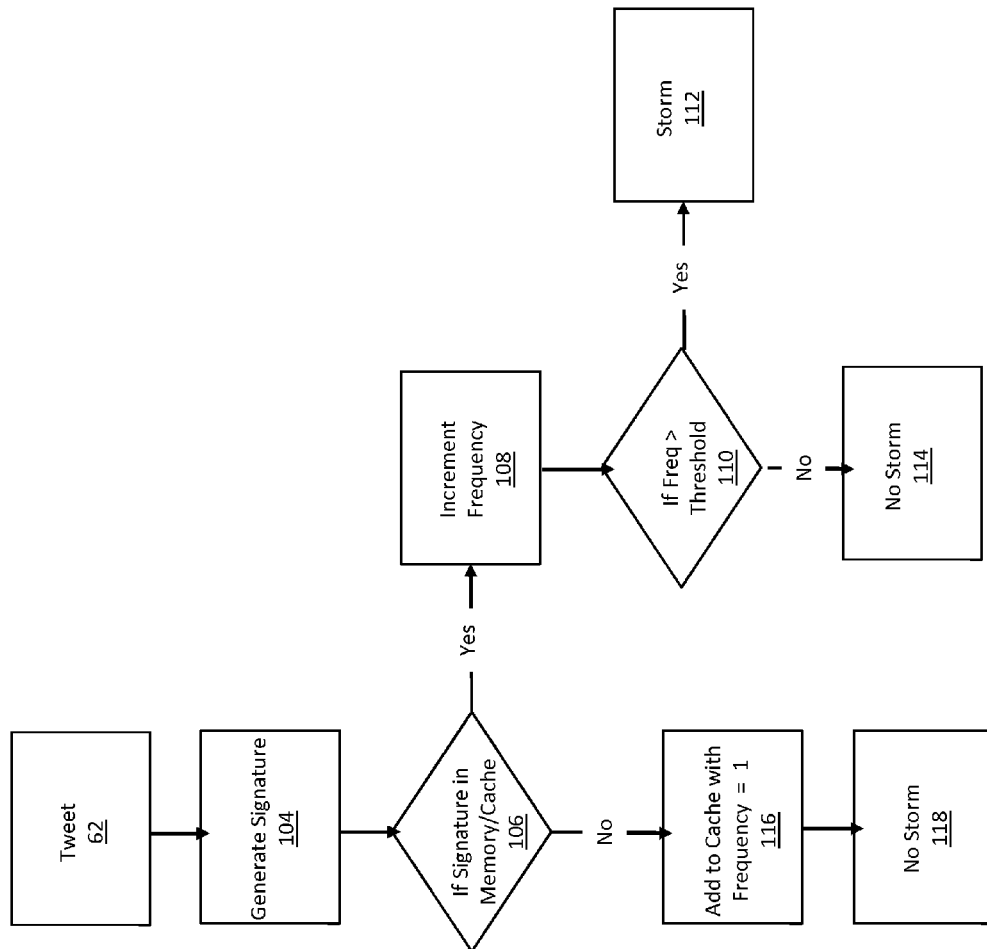 Tweet
62
Generate Signature
104
If Signature in
Memory/Cache
106
Yes
Increment
Frequency
108
If Freq >
Threshold
110
Yes
Storm
112
No
No Storm
114
No
Add to Cache with
Frequency = 1
116
No Storm
118